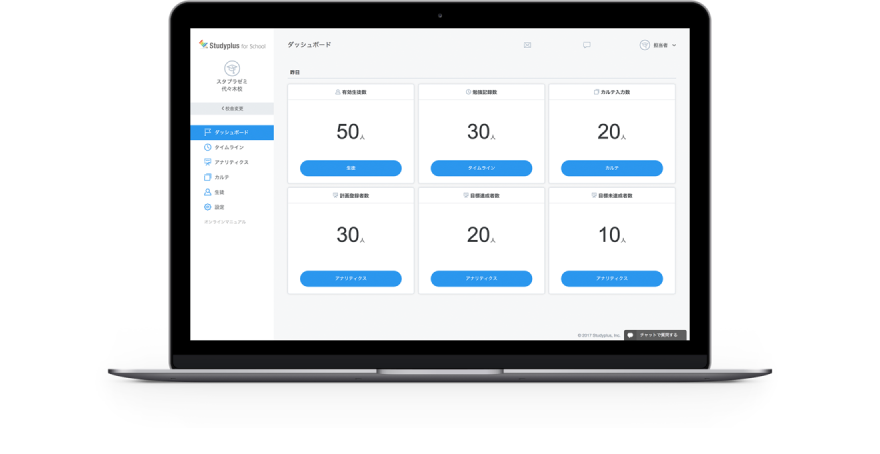 Studyplus for School
スタプラゼミ
代々木校
ダッシュボード
タイムライン
アナリティクス
カルテ
生徒
設定
オンラインマニュアル
ダッシュボード
担当者
昨日
有効生徒数
50人
生徒
勉強記録数
30人
タイムライン
カルテ入力数
20人
カルテ
計画登録者数
30人
アナリティクス
目標達成者数
20人
アナリティクス
目標未達成者数
10人
アナリティクス
© 2017 Studyplus, Inc.
チャットで質問する